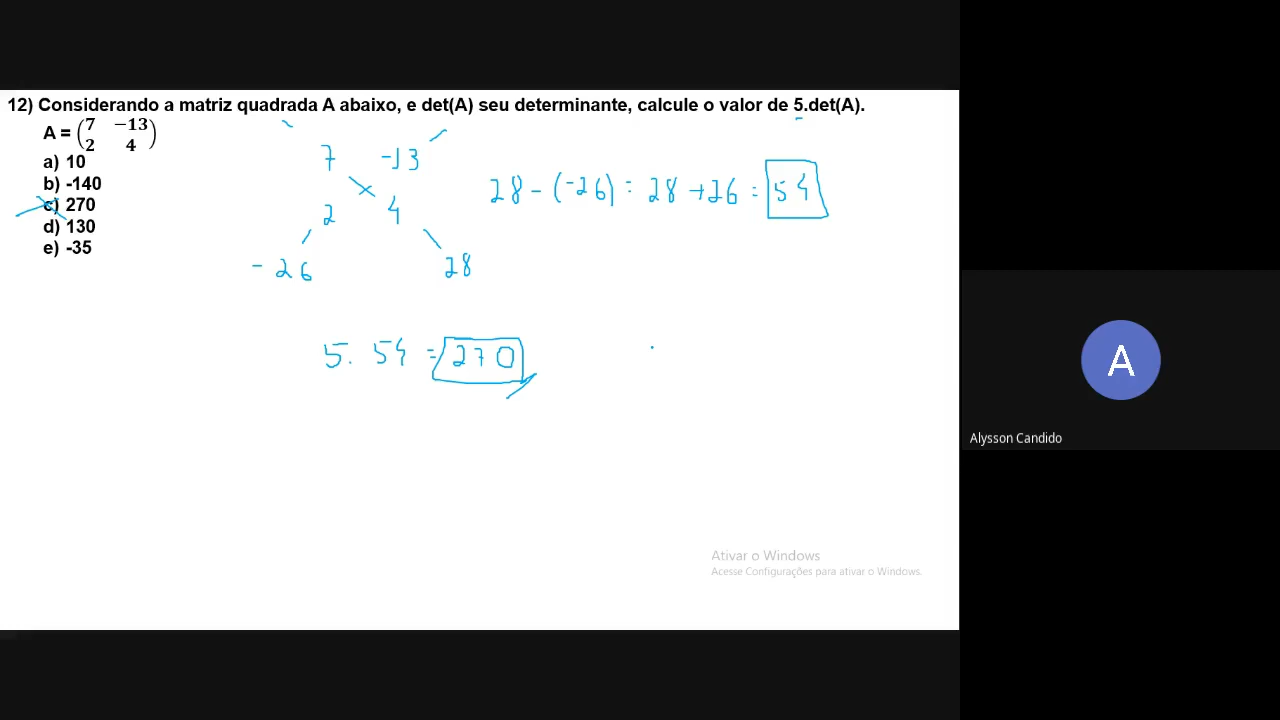 12) Considerando a matriz quadrada A abaixo, e det(A) seu determinante, calcule o valor de 5.det(A).
A = (7 −13
2 4)
a) 10
b) -140
c) 270
d) 130
e) -35
7 -13
2 4
- 26 28
28 - (-26) = 28 + 26 = 54
5. 54 = 270
A
Alysson Candido
Ativar o Windows
Acesse Configurações para ativar o Windows.